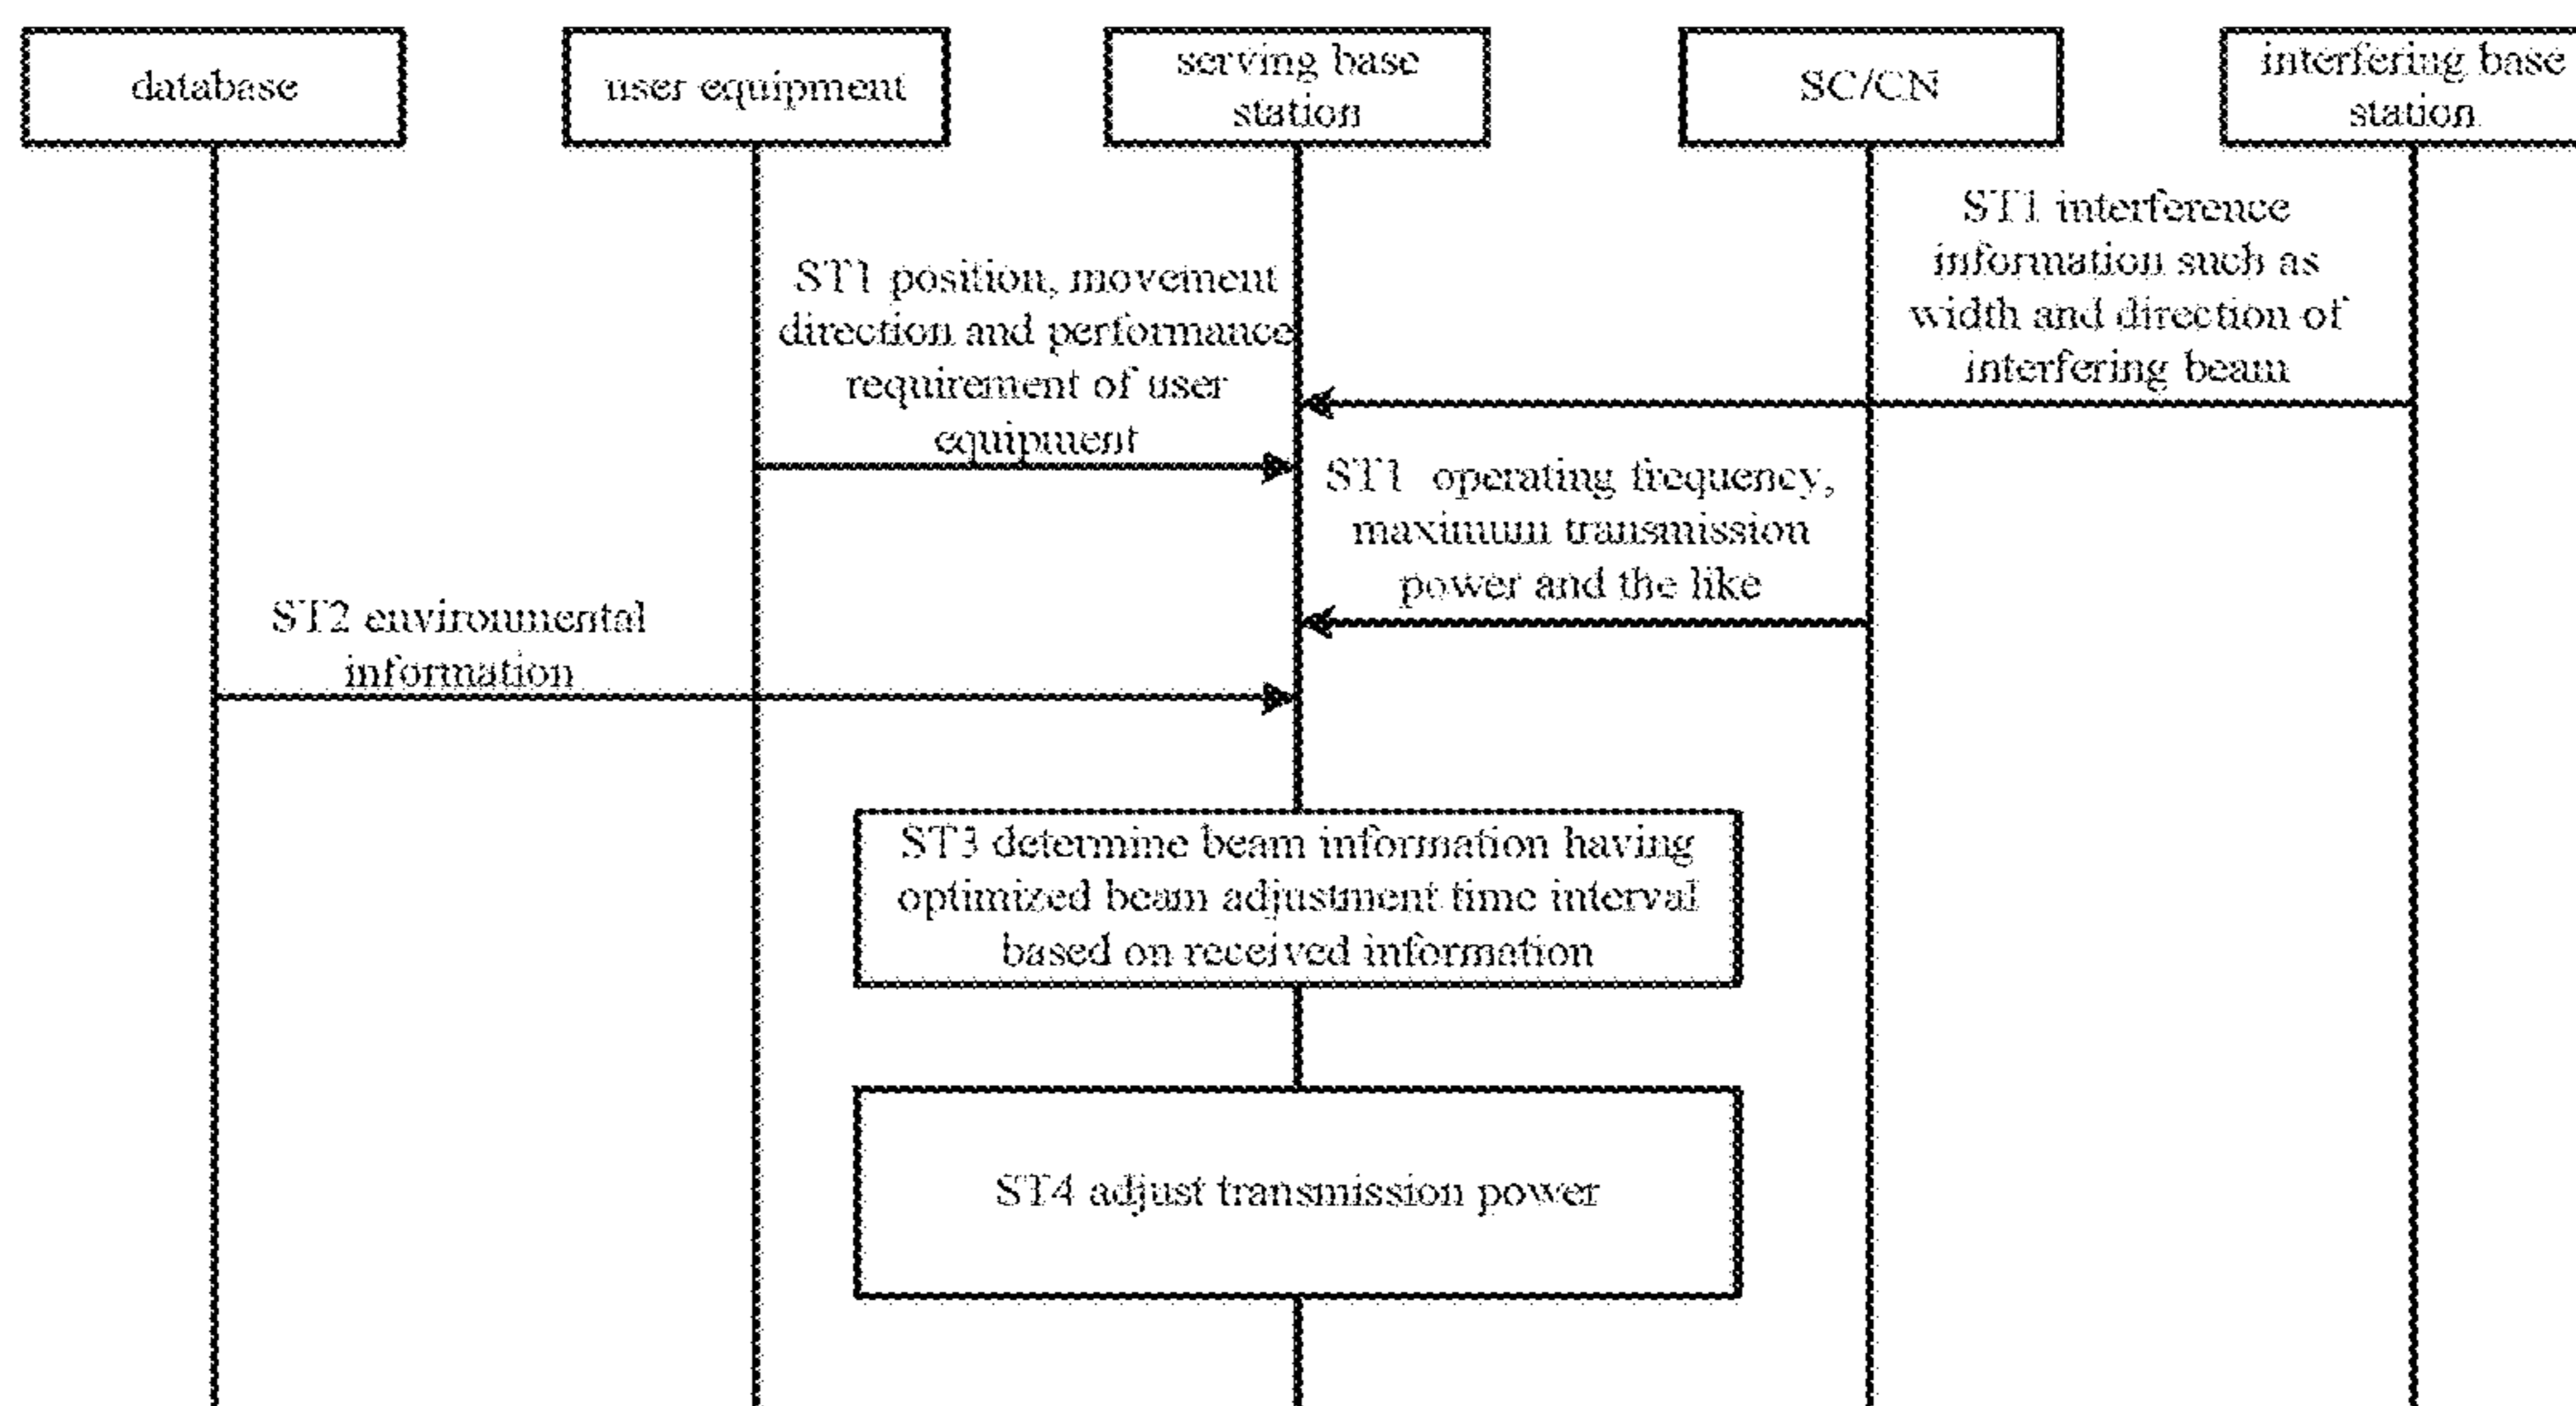 database
user equipment
serving base
station
SC/CN
interfering base
station
ST1 interference
information such as
width and direction of
interfering beam
ST1 position, movement
direction and performance
requirement of user
equipment
ST1 operating frequency,
maximum transmission
power and the like
ST2 environmental
information
ST3 determine beam information having
optimized beam adjustment time interval
based on received information
ST4 adjust transmission power